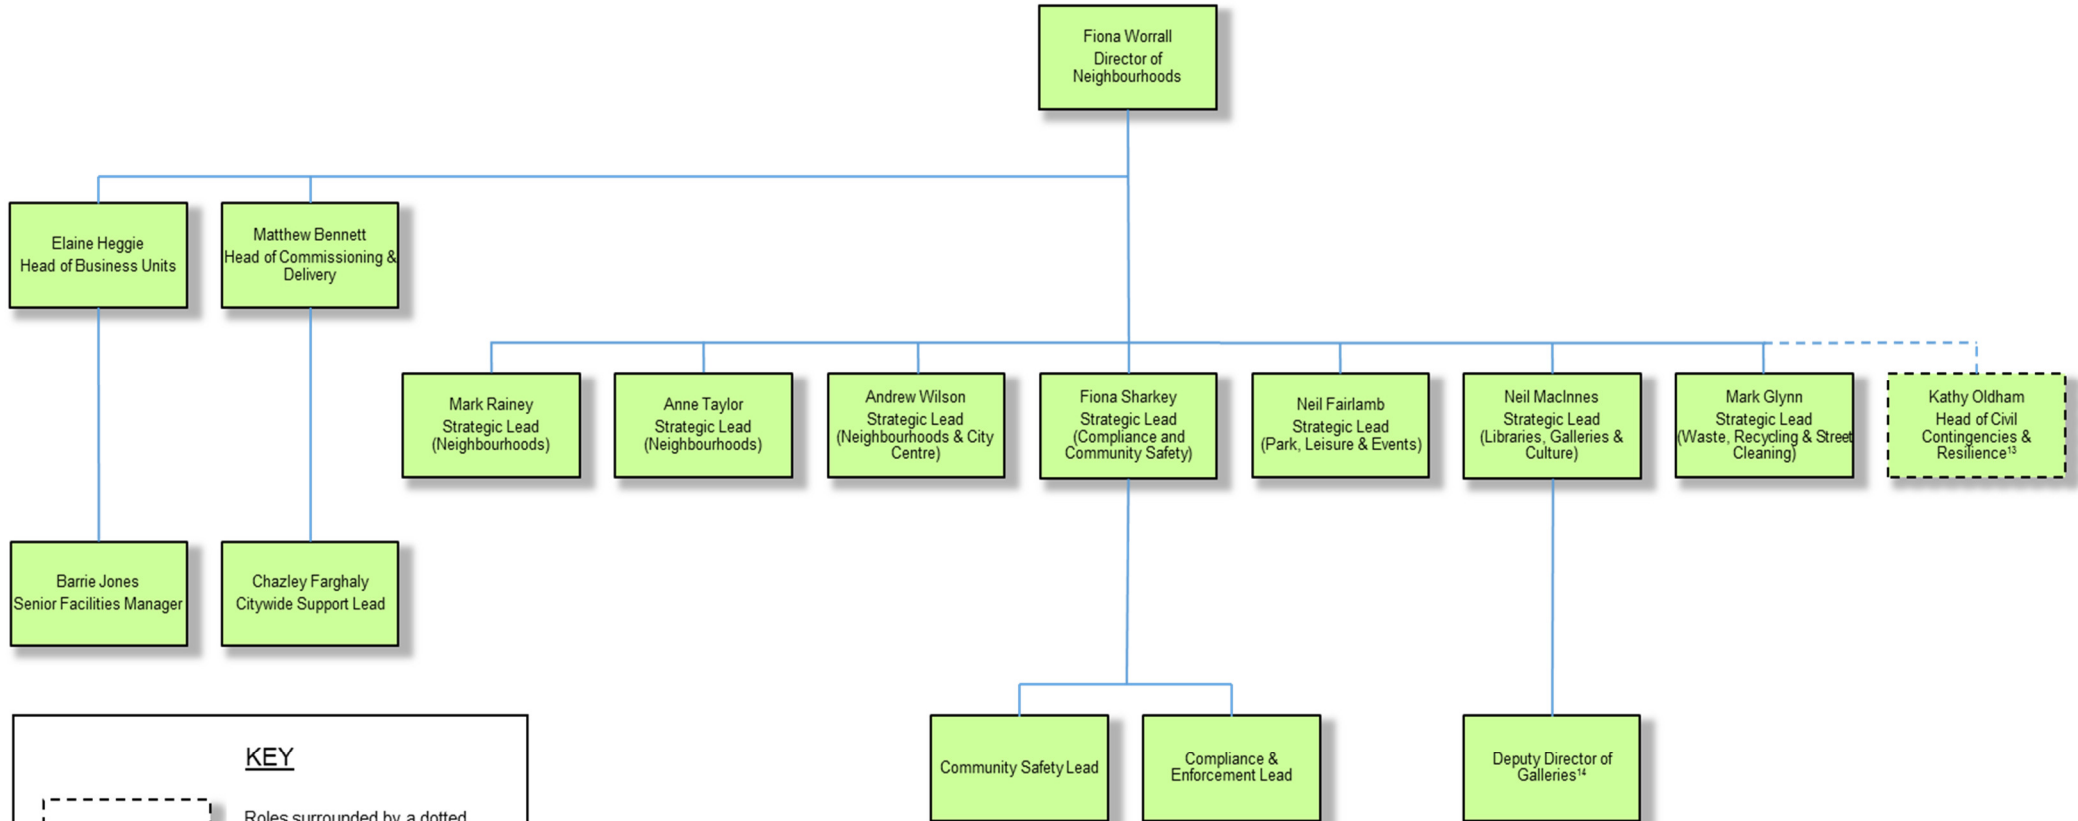 Fiona Worrall
Director of
Neighbourhoods
Elaine Heggie
Head of Business Units
Matthew Bennett
Head of Commissioning &
Delivery
Mark Rainey
Strategic Lead
(Neighbourhoods)
Anne Taylor
Strategic Lead
(Neighbourhoods)
Andrew Wilson
Strategic Lead
(Neighbourhoods & City
Centre)
Fiona Sharkey
Strategic Lead
(Compliance and
Community Safety)
Neil Fairlamb
Strategic Lead
(Park, Leisure & Events)
Neil MacInnes
Strategic Lead
(Libraries, Galleries &
Culture)
Mark Glynn
Strategic Lead
(Waste, Recycling & Street
Cleaning)
Kathy Oldham
Head of Civil
Contingencies &
Resilience¹³
Barrie Jones
Senior Facilities Manager
Chazley Farghaly
Citywide Support Lead
Community Safety Lead
Compliance &
Enforcement Lead
Deputy Director of
Galleries¹⁴
KEY
Roles surrounded by a dotted